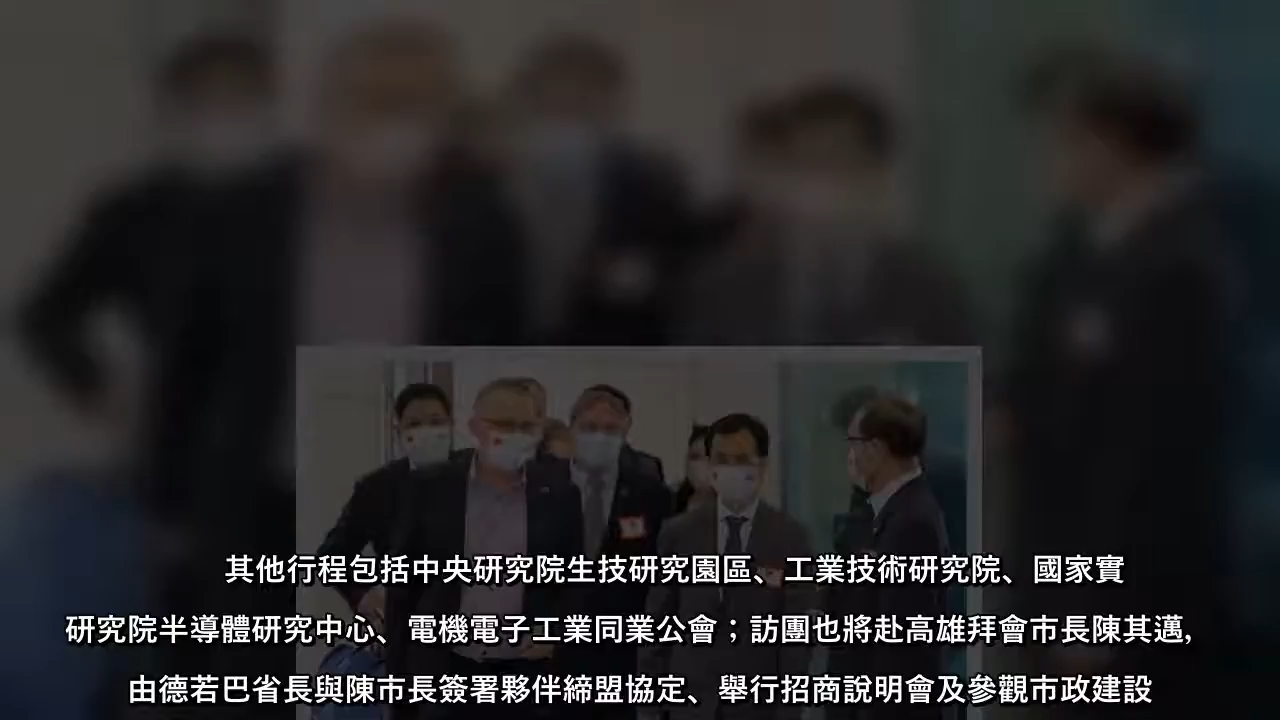 其他行程包括中央研究院生技研究園區、工業技術研究院、國家實
研究院半導體研究中心、電機電子工業同業公會；訪團也將赴高雄拜會市長陳其邁,
由德若巴省長與陳市長簽署夥伴締盟協定、舉行招商說明會及參觀市政建設